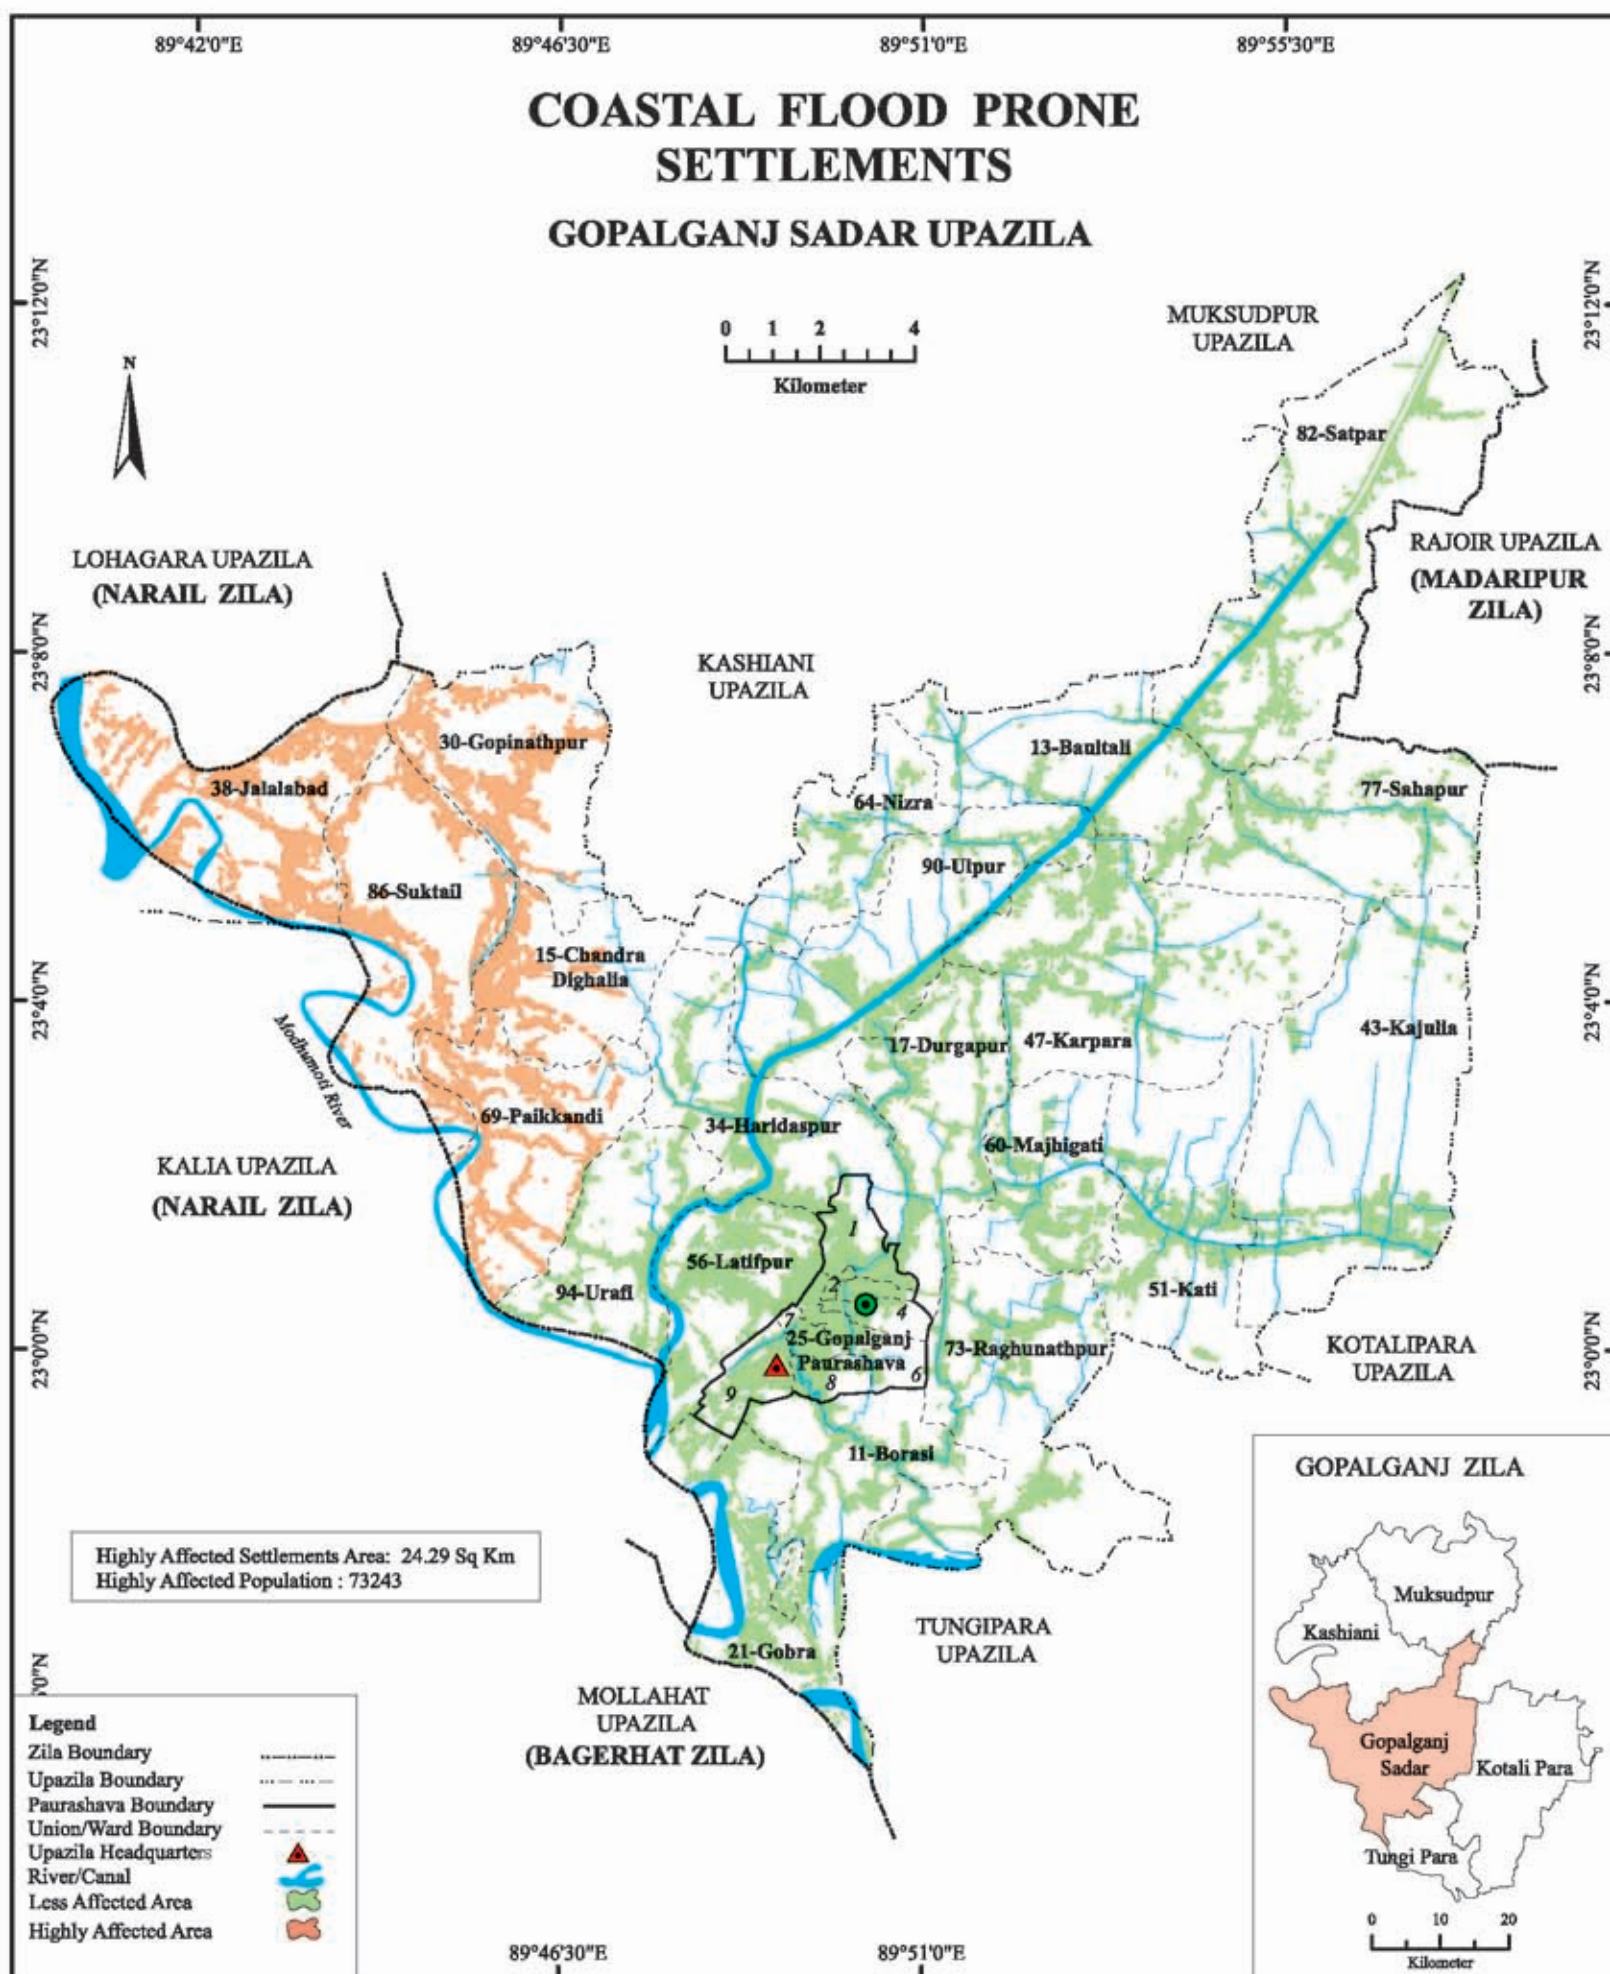 89°42'0"E
89°46'30"E
89°51'0"E
89°55'30"E
COASTAL FLOOD PRONE
SETTLEMENTS
GOPALGANJ SADAR UPAZILA
23°12'0"N
23°12'0"N
0 1 2 4
Kilometer
N
MUKSUDPUR
UPAZILA
82-Satpar
LOHAGARA UPAZILA
(NARAIL ZILA)
RAJOIR UPAZILA
(MADARIPUR
ZILA)
23°8'0"N
23°8'0"N
KASHIANI
UPAZILA
30-Gopinathpur
13-Baultali
38-Jalalabad
64-Nizra
77-Sahapur
86-Suktail
90-Ulpur
15-Chandra
Dighalia
23°4'0"N
23°4'0"N
Modhumoti River
17-Durgapur
47-Karpara
43-Kajulia
69-Paikkandi
34-Haridaspur
60-Majhigati
KALIA UPAZILA
(NARAIL ZILA)
1
56-Latifpur
2
94-Urafi
51-Kati
4
7
25-Gopalganj
Paurashava
73-Raghunathpur
23°0'0"N
23°0'0"N
KOTALIPARA
UPAZILA
6
8
9
11-Borasi
Highly Affected Settlements Area: 24.29 Sq Km
Highly Affected Population : 73243
TUNGIPARA
UPAZILA
21-Gobra
MOLLAHAT
UPAZILA
(BAGERHAT ZILA)
Legend
Zila Boundary
Upazila Boundary
Paurashava Boundary
Union/Ward Boundary
Upazila Headquarters
River/Canal
Less Affected Area
Highly Affected Area
GOPALGANJ ZILA
Muksudpur
Kashiani
Gopalganj
Sadar
Kotali Para
Tungi Para
0 10 20
Kilometer
89°46'30"E
89°51'0"E